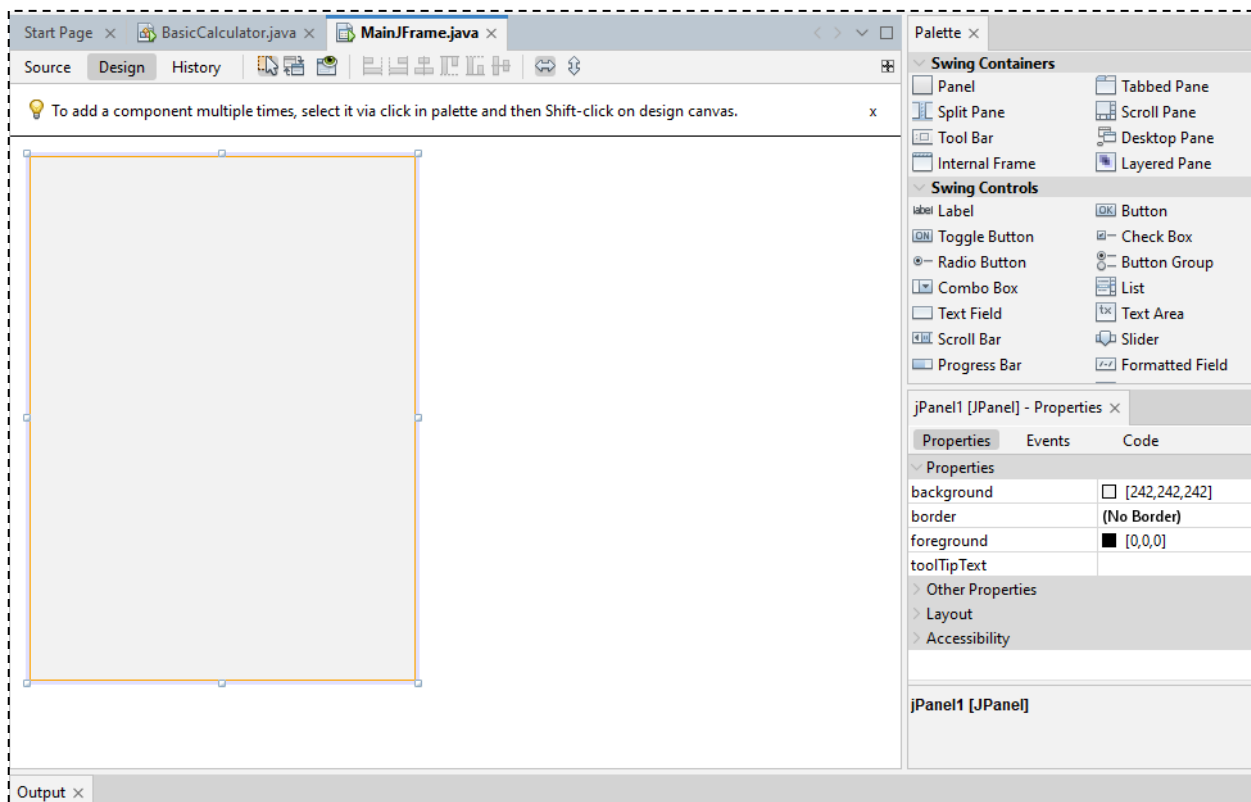 Start Page BasicCalculator.java MainJFrame.java
Source Design History
To add a component multiple times, select it via click in palette and then Shift-click on design canvas. x
Palette
Swing Containers
Panel Tabbed Pane
Split Pane Scroll Pane
Tool Bar Desktop Pane
Internal Frame Layered Pane
Swing Controls
label Label OK Button
ON Toggle Button Check Box
Radio Button Button Group
Combo Box List
Text Field tx Text Area
Scroll Bar Slider
Progress Bar Formatted Field
jPanel1 [JPanel] - Properties
Properties Events Code
Properties
background [242,242,242]
border (No Border)
foreground [0,0,0]
toolTipText
Other Properties
Layout
Accessibility
jPanel1 [JPanel]
Output